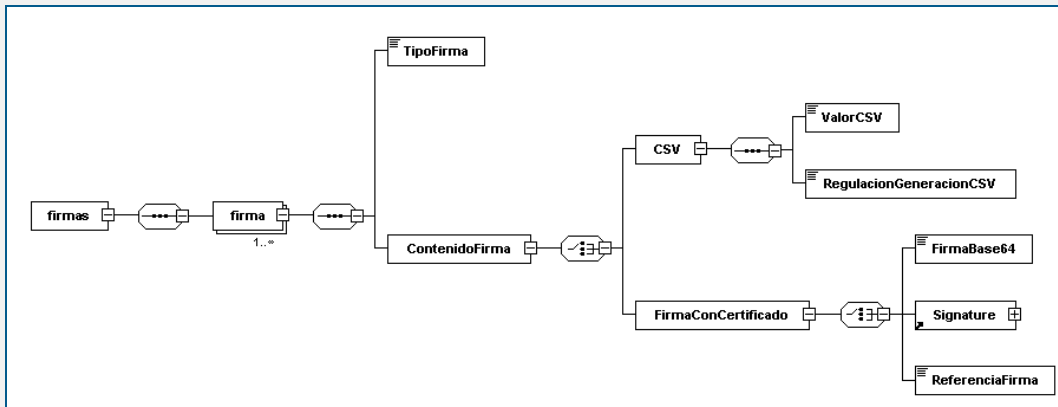 TipoFirma
ValorCSV
CSV
RegulacionGeneracionCSV
firmas
firma
1..∞
ContenidoFirma
FirmaBase64
FirmaConCertificado
Signature
ReferenciaFirma